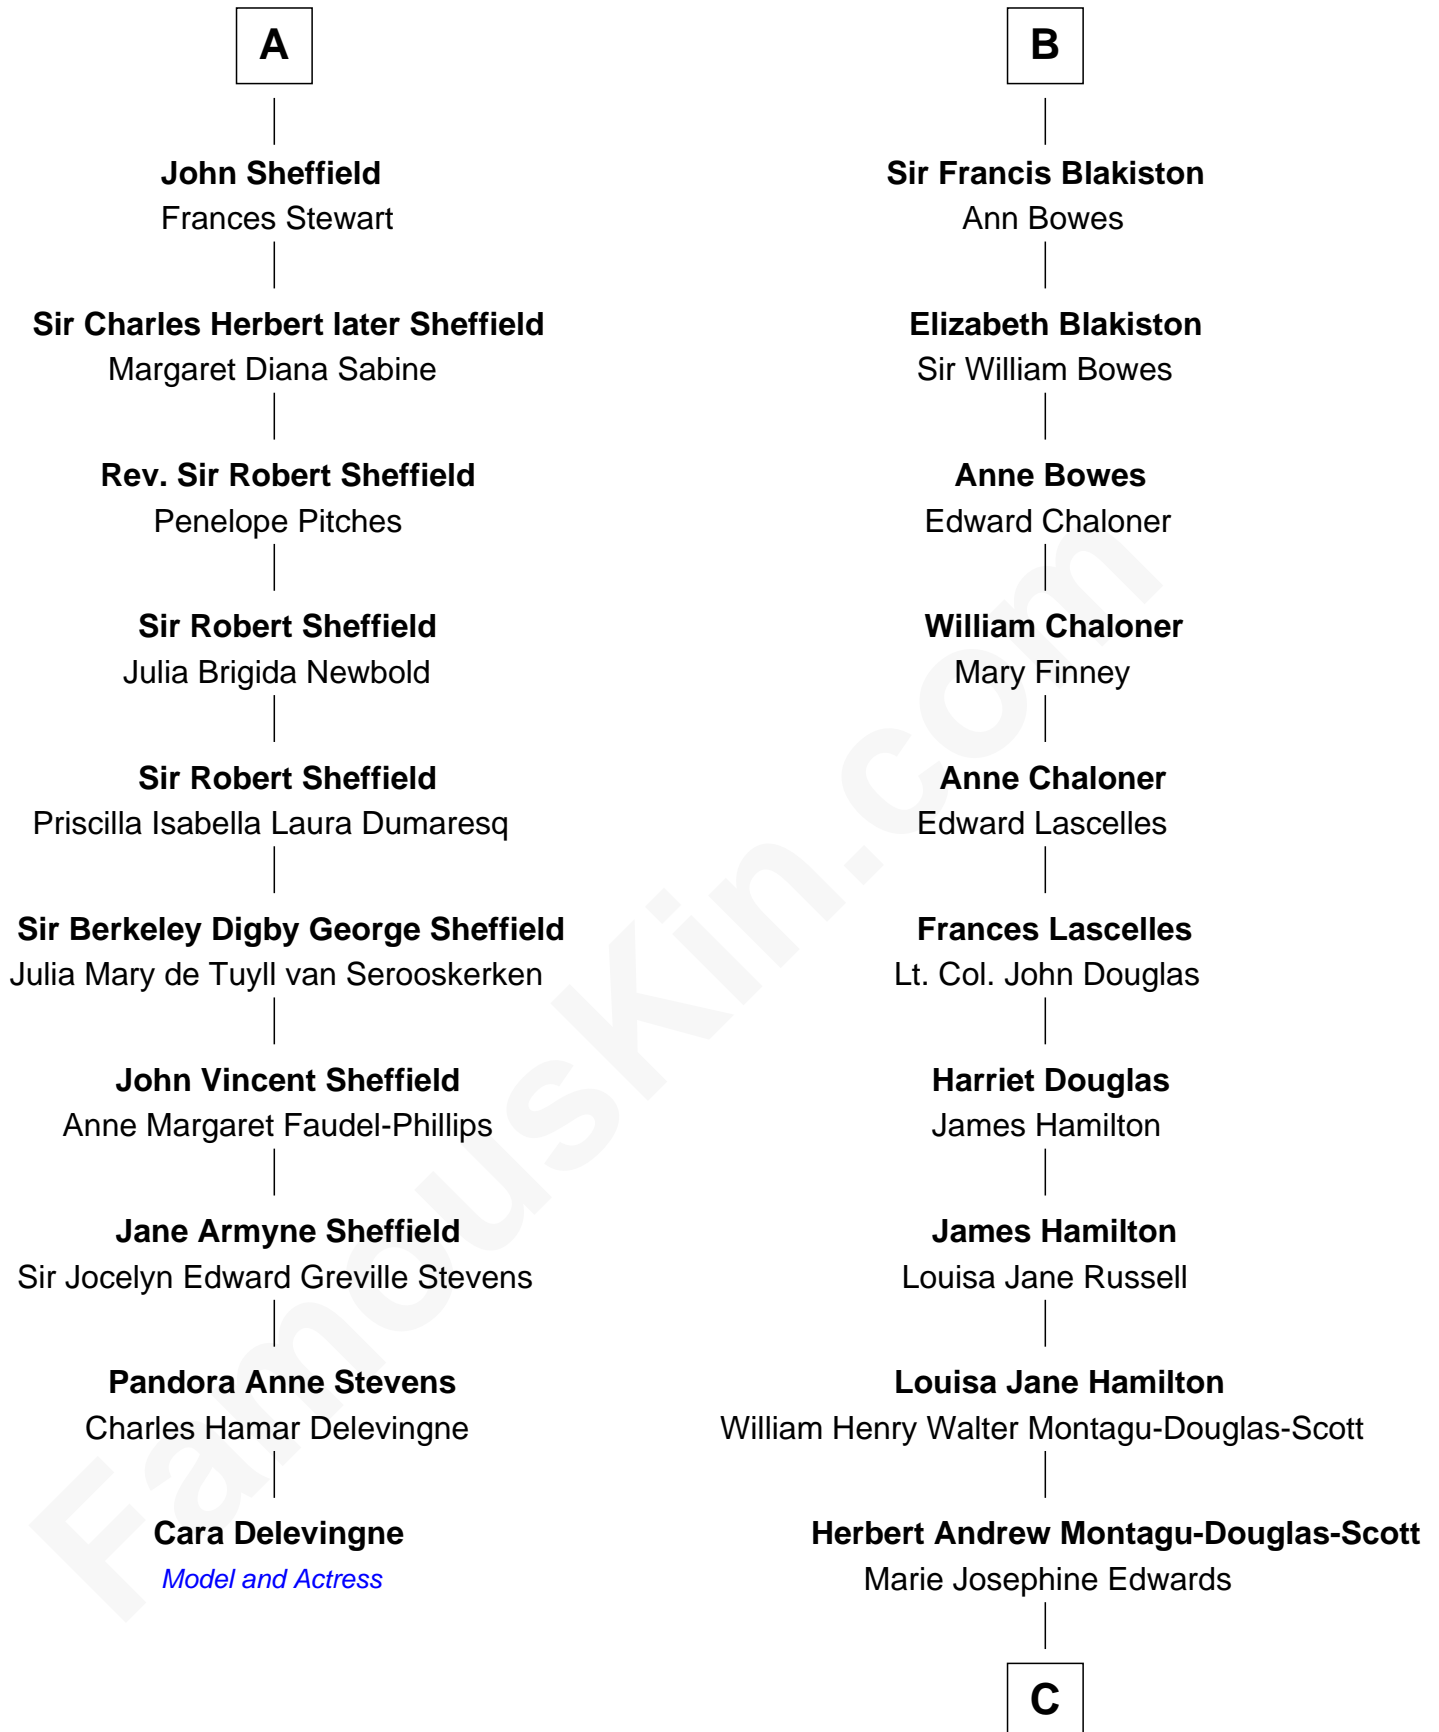 A
John Sheffield
Frances Stewart
Sir Charles Herbert later Sheffield
Margaret Diana Sabine
Rev. Sir Robert Sheffield
Penelope Pitches
Sir Robert Sheffield
Julia Brigida Newbold
Sir Robert Sheffield
Priscilla Isabella Laura Dumaresq
Sir Berkeley Digby George Sheffield
Julia Mary de Tuyll van Serooskerken
John Vincent Sheffield
Anne Margaret Faudel-Phillips
Jane Armyne Sheffield
Sir Jocelyn Edward Greville Stevens
Pandora Anne Stevens
Charles Hamar Delevingne
Cara Delevingne
Model and Actress
B
Sir Francis Blakiston
Ann Bowes
Elizabeth Blakiston
Sir William Bowes
Anne Bowes
Edward Chaloner
William Chaloner
Mary Finney
Anne Chaloner
Edward Lascelles
Frances Lascelles
Lt. Col. John Douglas
Harriet Douglas
James Hamilton
James Hamilton
Louisa Jane Russell
Louisa Jane Hamilton
William Henry Walter Montagu-Douglas-Scott
Herbert Andrew Montagu-Douglas-Scott
Marie Josephine Edwards
C
FamousKin.com